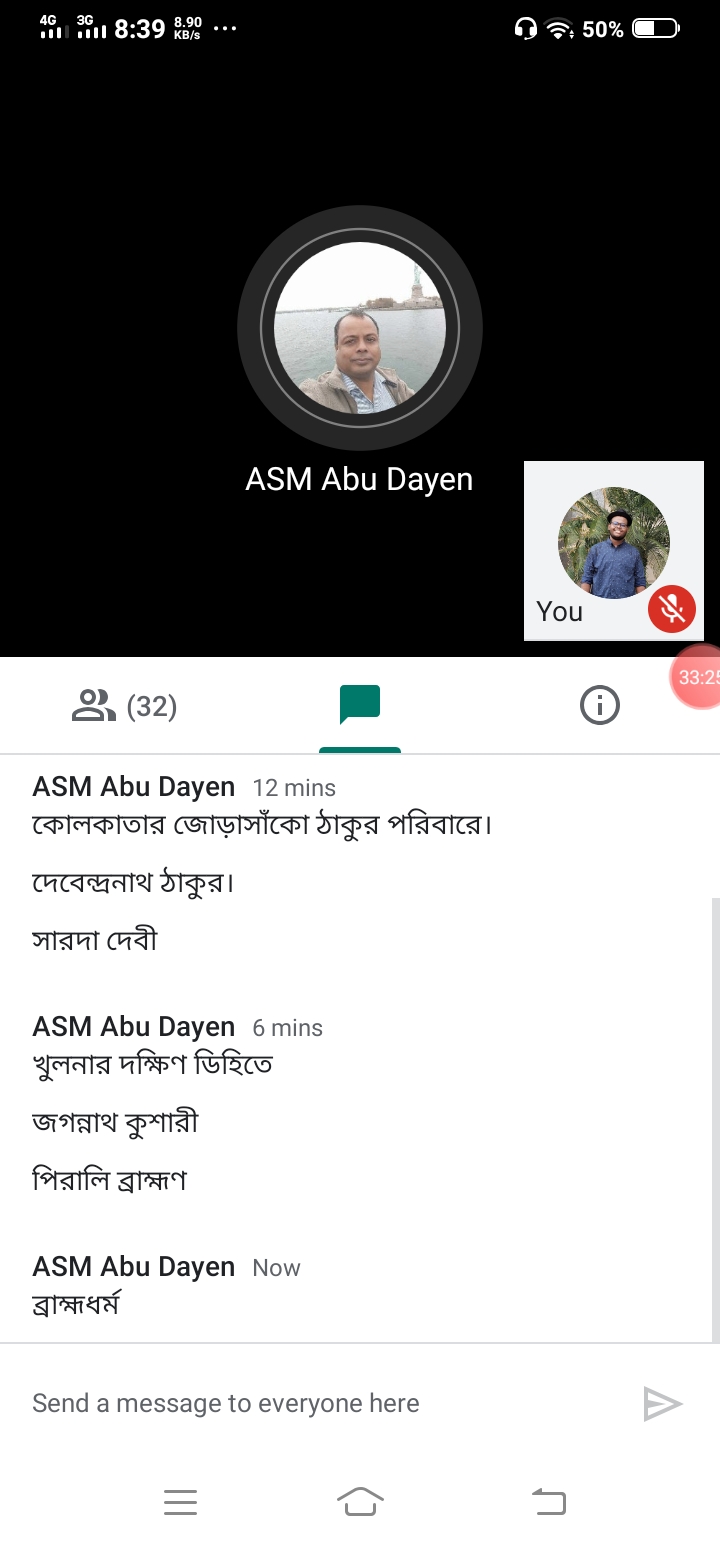 4G 3G 8:39 8.90 KB/s ... 50%
ASM Abu Dayen
You
33:25
(32)
ASM Abu Dayen 12 mins
কোলকাতার জোড়াসাঁকো ঠাকুর পরিবারে।
দেবেন্দ্রনাথ ঠাকুর।
সারদা দেবী
ASM Abu Dayen 6 mins
খুলনার দক্ষিণ ডিহিতে
জগন্নাথ কুশারী
পিরালি ব্রাহ্মণ
ASM Abu Dayen Now
ব্রাহ্মধর্ম
Send a message to everyone here